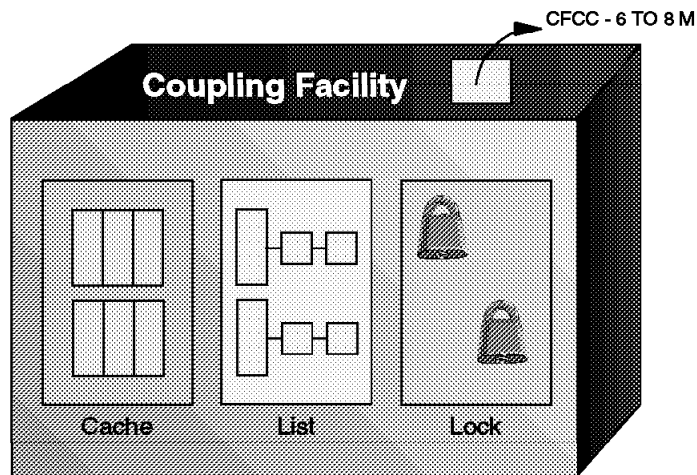 CFCC - 6 TO 8 M
Coupling Facility
Cache
List
Lock